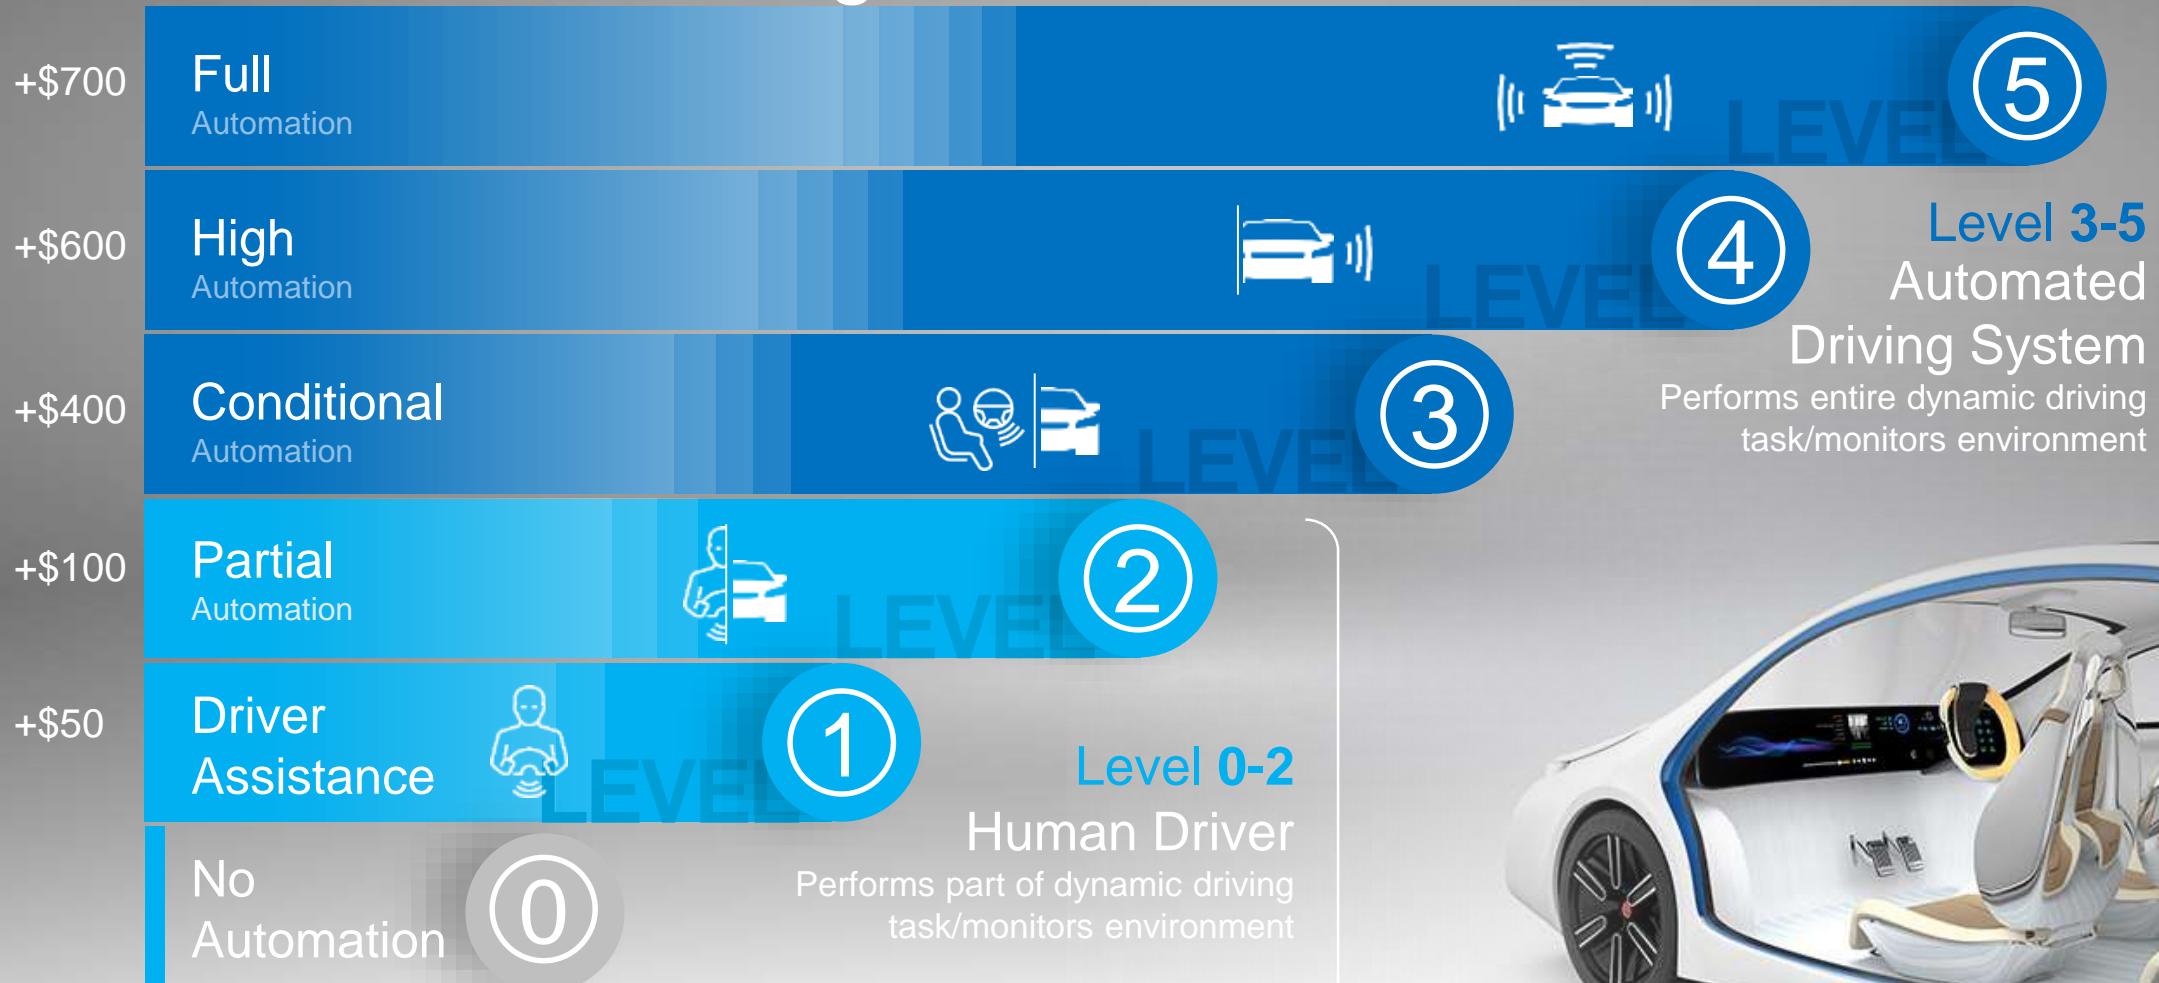 +$700
Full
Automation
LEVEL
5
+$600
High
Automation
LEVEL
4
Level 3-5
Automated
Driving System
Performs entire dynamic driving
task/monitors environment
+$400
Conditional
Automation
LEVEL
3
+$100
Partial
Automation
LEVEL
2
+$50
Driver
Assistance
LEVEL
1
Level 0-2
Human Driver
Performs part of dynamic driving
task/monitors environment
No
Automation
0